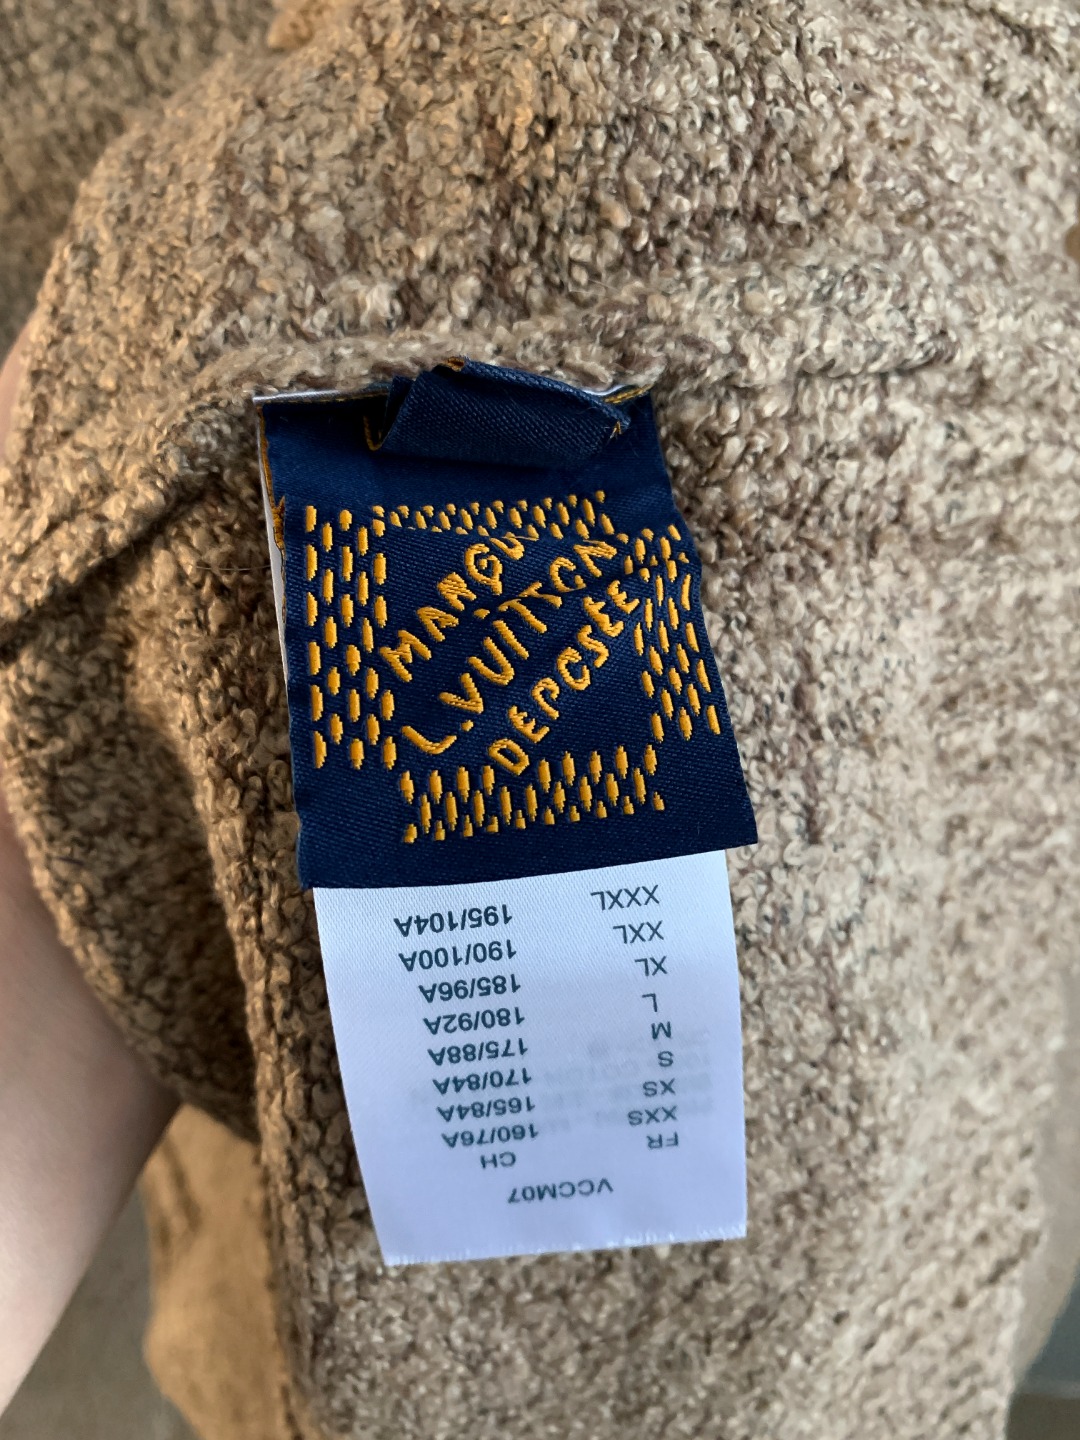 MARQU
L.VUITTON
DEPOSEE
VCCM07
FR CH
XXS 160/76A
XS 165/84A
S 170/84A
M 175/88A
L 180/92A
XL 185/96A
XXL 190/100A
XXXL 195/104A